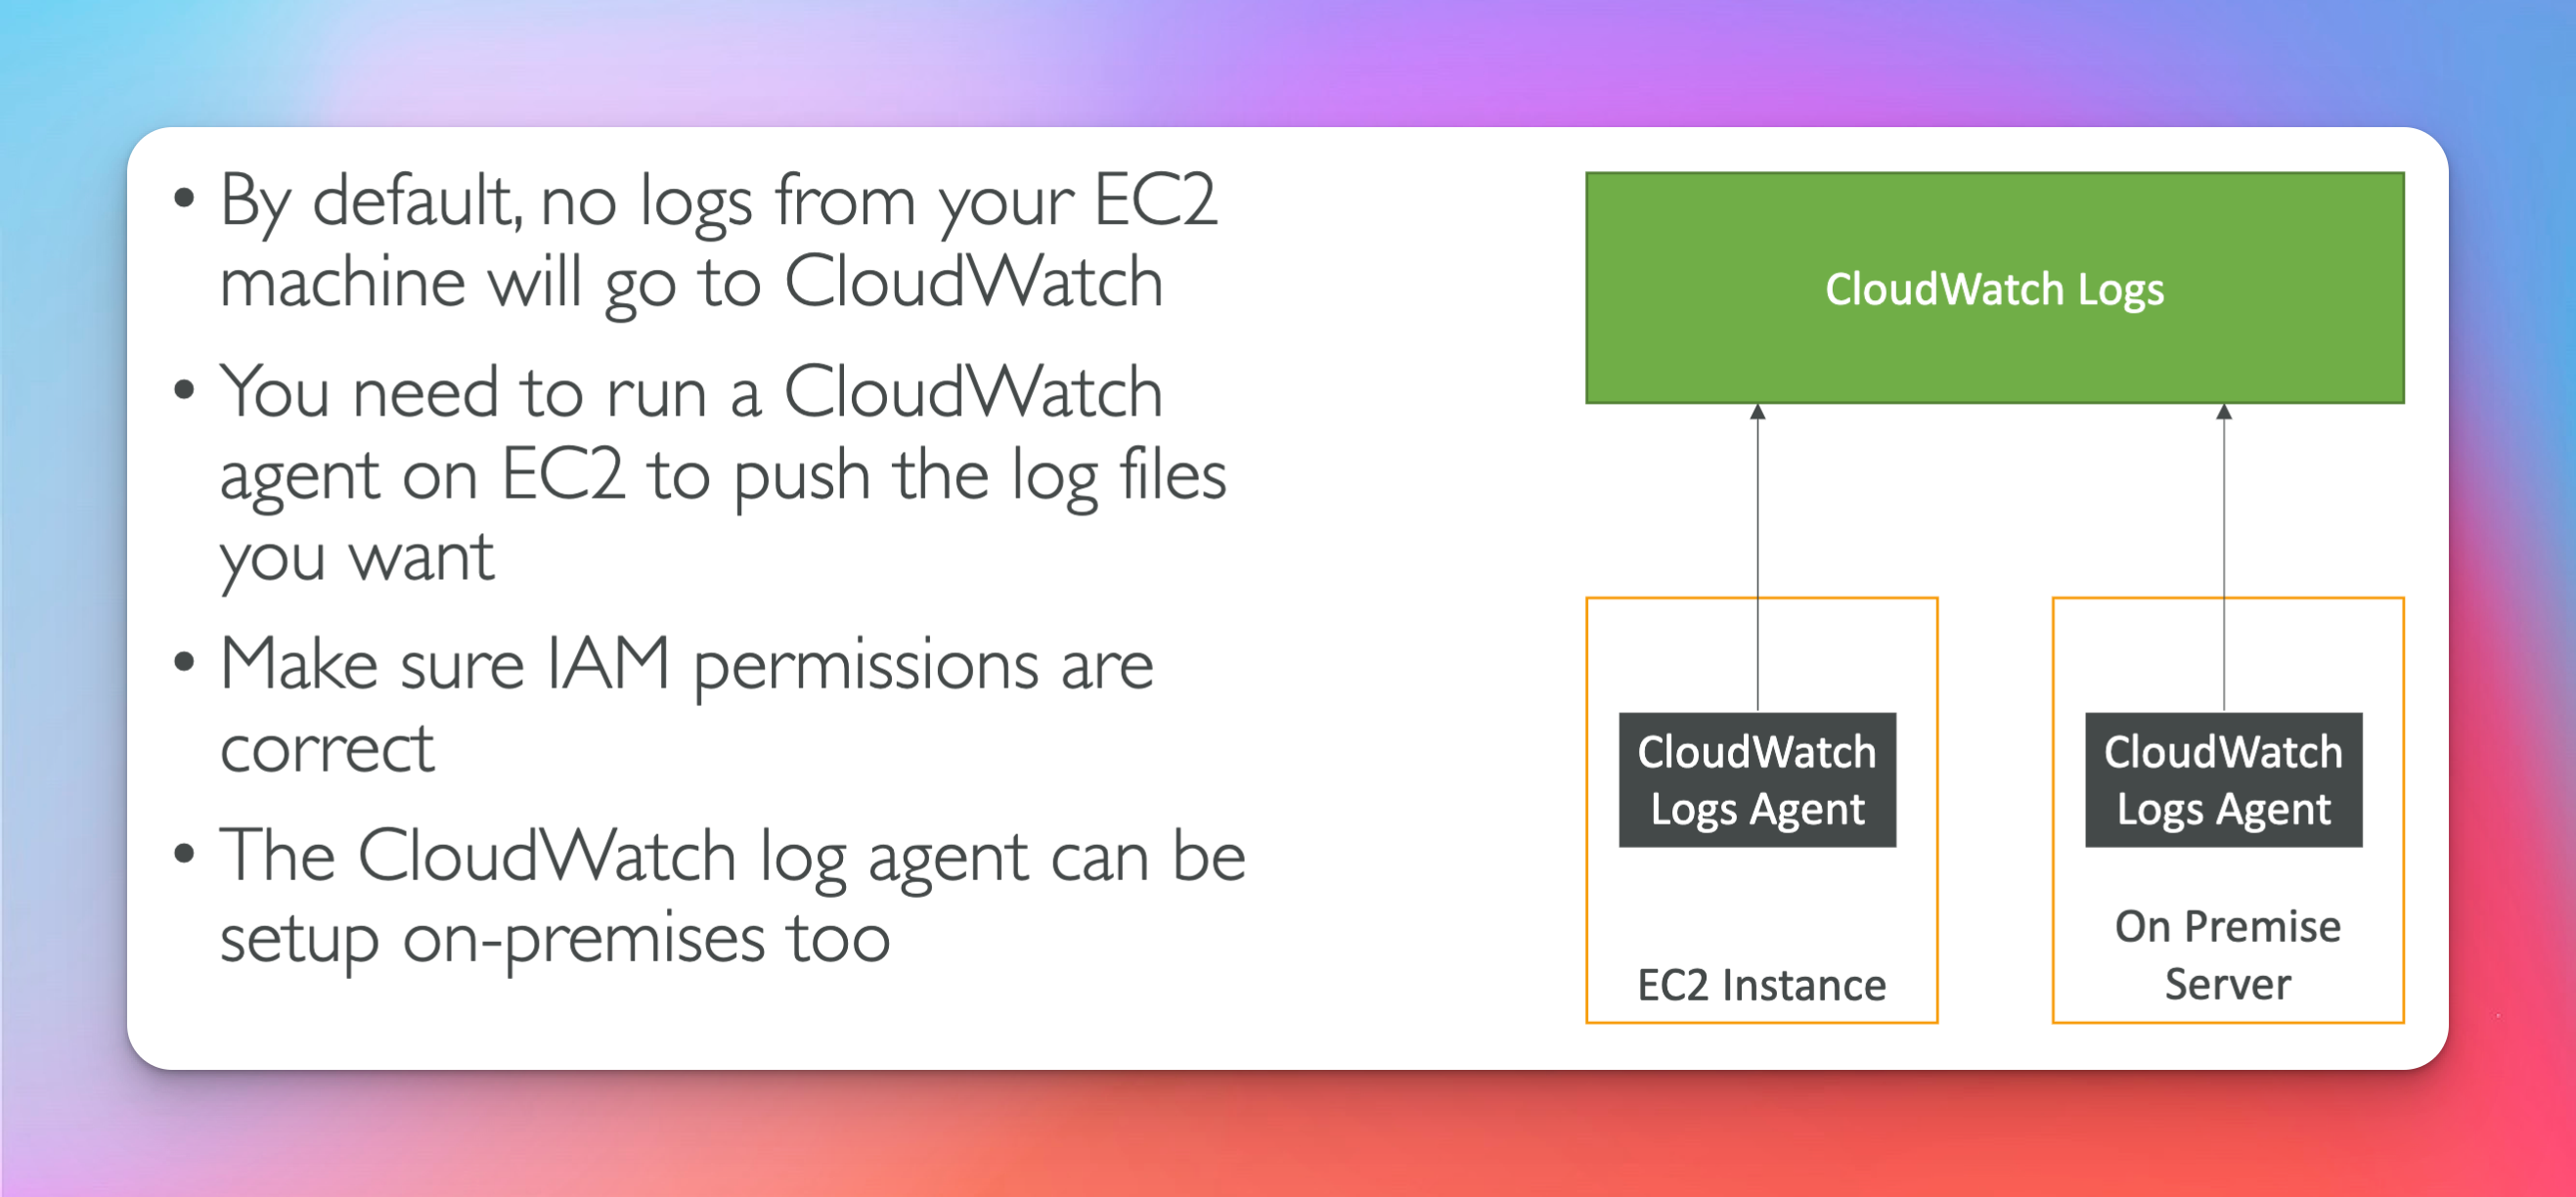 • By default, no logs from your EC2
machine will go to CloudWatch
• You need to run a CloudWatch
agent on EC2 to push the log files
you want
• Make sure IAM permissions are
correct
• The CloudWatch log agent can be
setup on-premises too
CloudWatch Logs
CloudWatch
Logs Agent
EC2 Instance
CloudWatch
Logs Agent
On Premise
Server